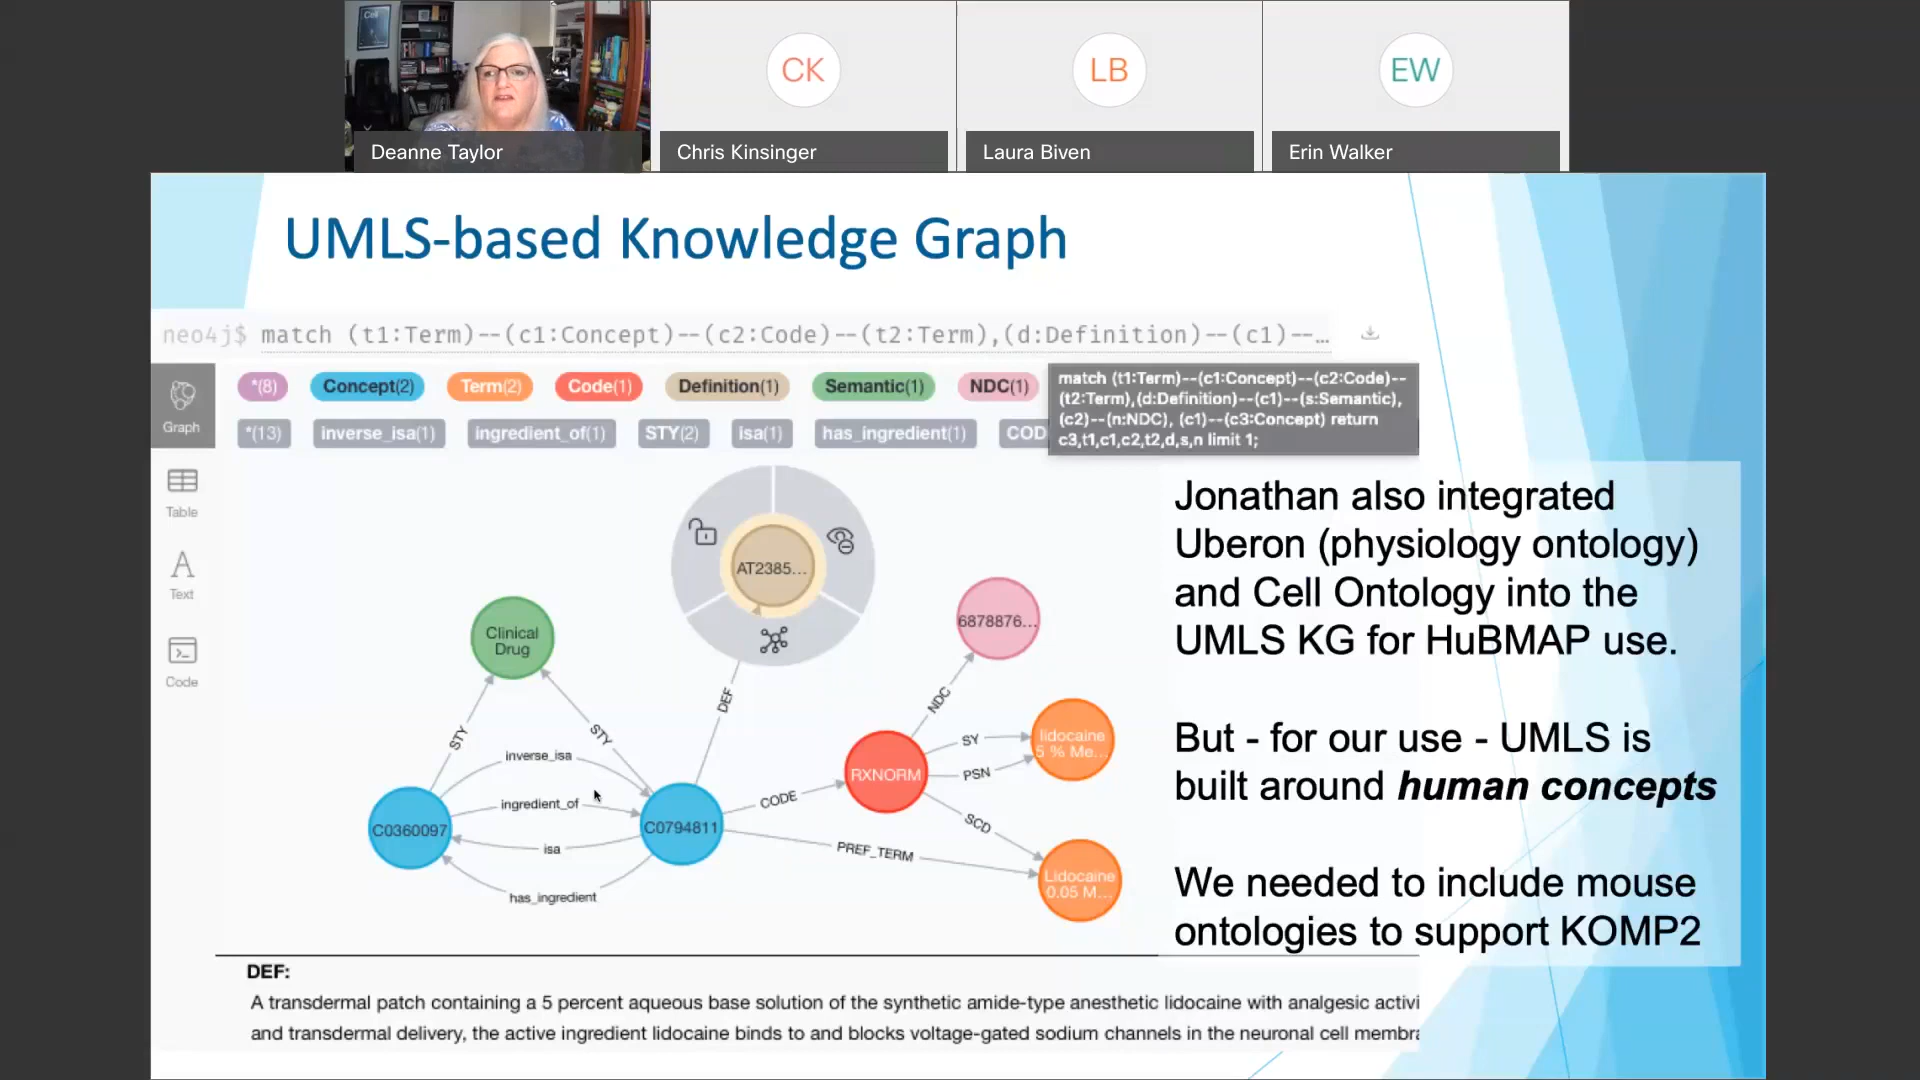 Cell
CK
LB
EW
Deanne Taylor
Chris Kinsinger
Laura Biven
Erin Walker
UMLS-based Knowledge Graph
neo4j$ match (t1:Term)--(c1:Concept)--(c2:Code)--(t2:Term),(d:Definition)--(c1)--…
*(8)
Concept(2)
Term(2)
Code(1)
Definition(1)
Semantic(1)
NDC(1)
match (t1:Term)--(c1:Concept)--(c2:Code)--
(t2:Term),(d:Definition)--(c1)--(s:Semantic),
(c2)--(n:NDC), (c1)--(c3:Concept) return
c3,t1,c1,c2,t2,d,s,n limit 1;
*(13)
inverse_isa(1)
ingredient_of(1)
STY(2)
isa(1)
has_ingredient(1)
COD
Graph
Table
Text
Code
AT2385...
Clinical
Drug
6878876...
DEF
NDC
STY
STY
inverse_isa
ingredient_of
isa
has_ingredient
C0360097
C0794811
CODE
PREF_TERM
RXNORM
SY
PSN
SCD
lidocaine
5 % Me...
Lidocaine
0.05 M...
Jonathan also integrated
Uberon (physiology ontology)
and Cell Ontology into the
UMLS KG for HuBMAP use.
But - for our use - UMLS is
built around human concepts
We needed to include mouse
ontologies to support KOMP2
DEF:
A transdermal patch containing a 5 percent aqueous base solution of the synthetic amide-type anesthetic lidocaine with analgesic activi
and transdermal delivery, the active ingredient lidocaine binds to and blocks voltage-gated sodium channels in the neuronal cell membra